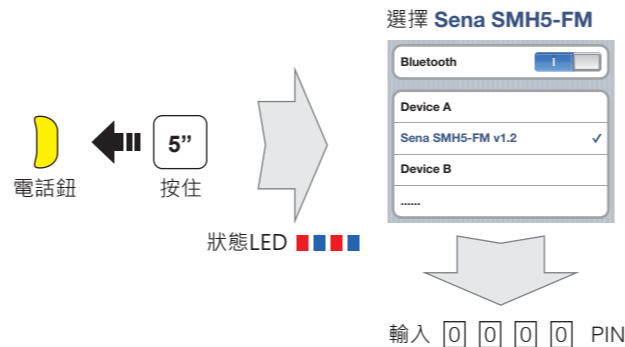 選擇 Sena SMH5-FM
Bluetooth
Device A
Sena SMH5-FM v1.2 ✓
Device B
......
5”
電話鈕
按住
狀態LED
輸入 0 0 0 0 PIN